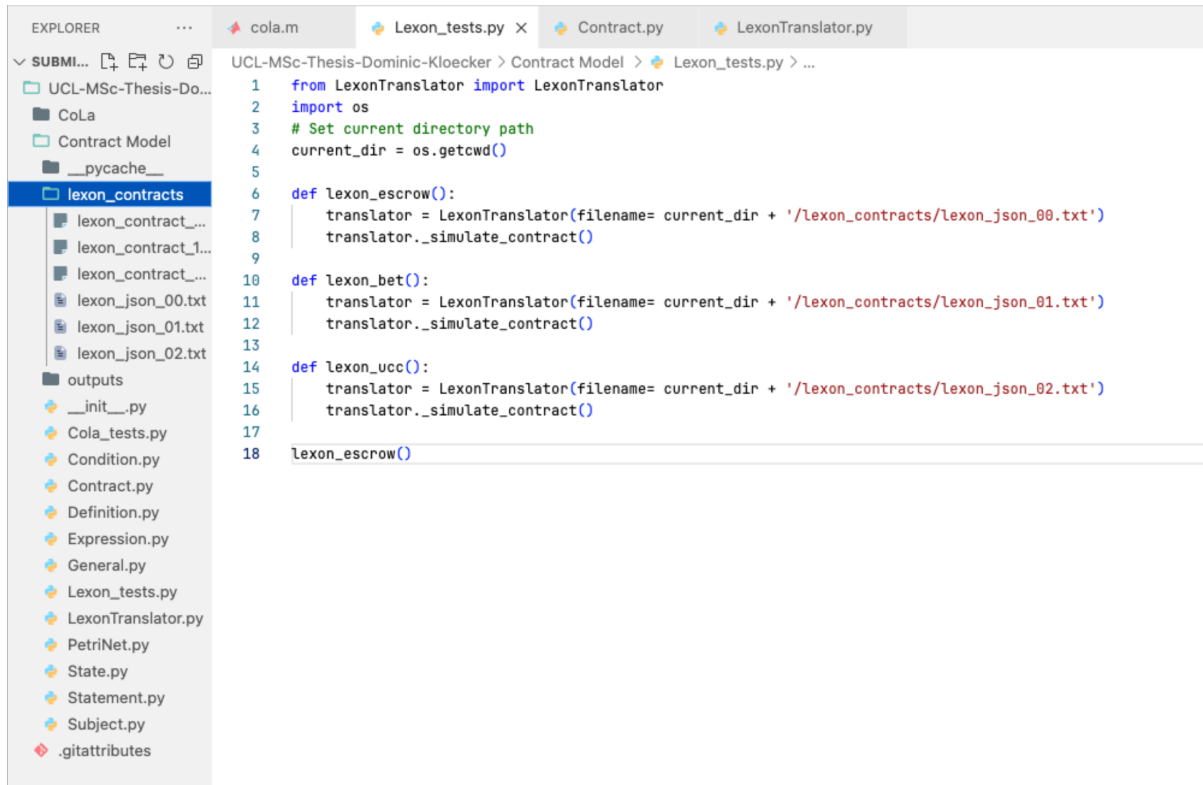 EXPLORER ...
SUBMI...
UCL-MSc-Thesis-Do...
CoLa
Contract Model
__pycache__
lexon_contracts
lexon_contract_...
lexon_contract_1...
lexon_contract_...
lexon_json_00.txt
lexon_json_01.txt
lexon_json_02.txt
outputs
__init__.py
Cola_tests.py
Condition.py
Contract.py
Definition.py
Expression.py
General.py
Lexon_tests.py
LexonTranslator.py
PetriNet.py
State.py
Statement.py
Subject.py
.gitattributes
cola.m Lexon_tests.py × Contract.py LexonTranslator.py
UCL-MSc-Thesis-Dominic-Kloecker > Contract Model > Lexon_tests.py > ...
1 from LexonTranslator import LexonTranslator
2 import os
3 # Set current directory path
4 current_dir = os.getcwd()
5
6 def lexon_escrow():
7     translator = LexonTranslator(filename= current_dir + '/lexon_contracts/lexon_json_00.txt')
8     translator._simulate_contract()
9
10 def lexon_bet():
11     translator = LexonTranslator(filename= current_dir + '/lexon_contracts/lexon_json_01.txt')
12     translator._simulate_contract()
13
14 def lexon_ucc():
15     translator = LexonTranslator(filename= current_dir + '/lexon_contracts/lexon_json_02.txt')
16     translator._simulate_contract()
17
18 lexon_escrow()